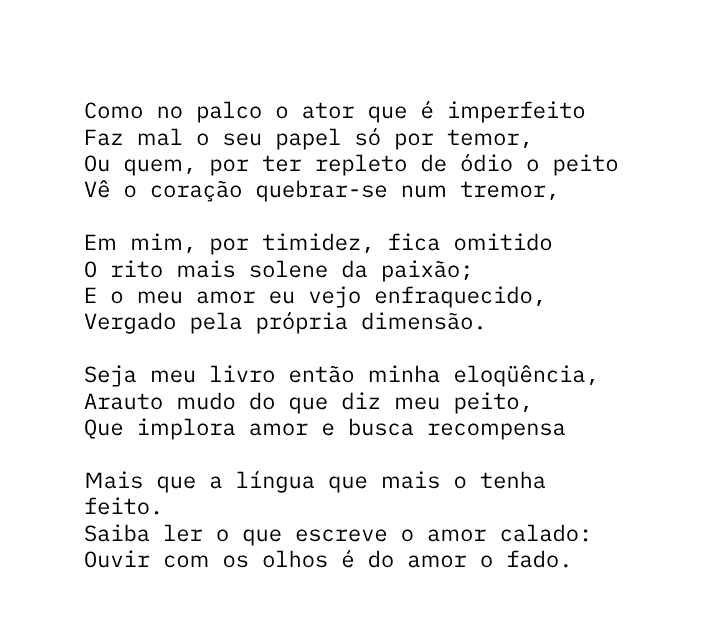 Como no palco o ator que é imperfeito
Faz mal o seu papel só por temor,
Ou quem, por ter repleto de ódio o peito
Vê o coração quebrar-se num tremor,

Em mim, por timidez, fica omitido
O rito mais solene da paixão;
E o meu amor eu vejo enfraquecido,
Vergado pela própria dimensão.

Seja meu livro então minha eloqüência,
Arauto mudo do que diz meu peito,
Que implora amor e busca recompensa

Mais que a língua que mais o tenha
feito.
Saiba ler o que escreve o amor calado:
Ouvir com os olhos é do amor o fado.